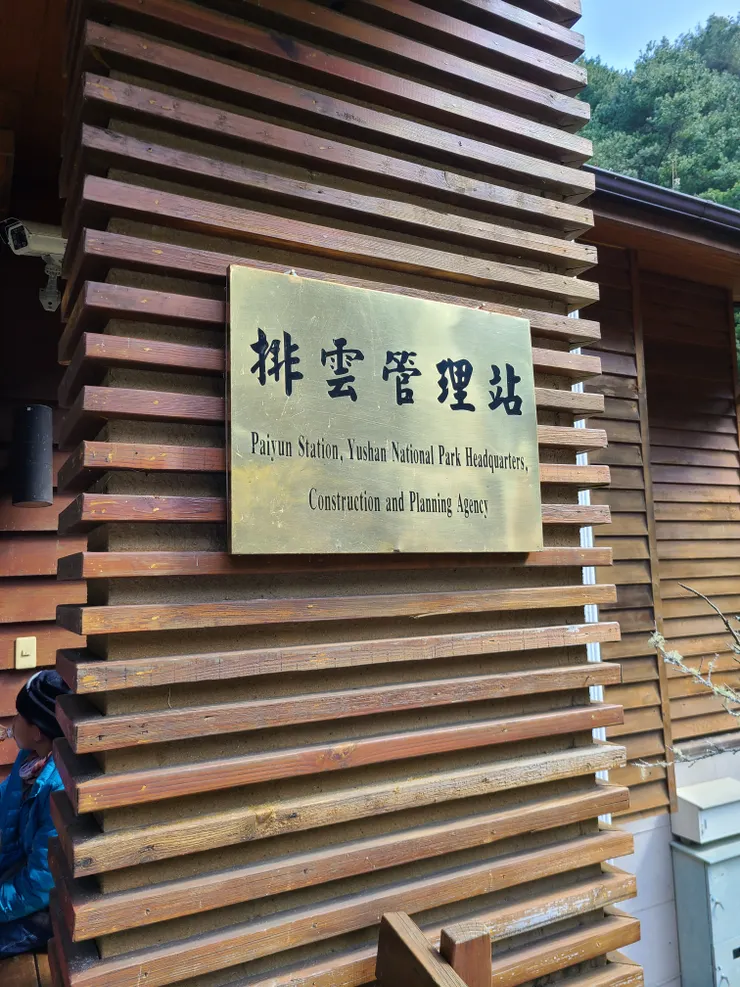 排雲管理站
Paiyun Station, Yushan National Park Headquarters,
Construction and Planning Agency